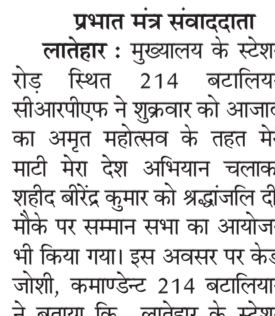 प्रभात मंत्र संवाददाता
लातेहार : मुख्यालय के स्टेश
रोड़ स्थित 214 बटालिय
सीआरपीएफ ने शुक्रवार को आजाद
का अमृत महोत्सव के तहत मे
माटी मेरा देश अभियान चलाक
शहीद बीरेंद्र कुमार को श्रद्धांजलि दी
मौके पर सम्मान सभा का आयोज
भी किया गया। इस अवसर पर के
जोशी, कमाण्डेन्ट 214 बटालिया
ने बताया कि लातेहार के स्टेश